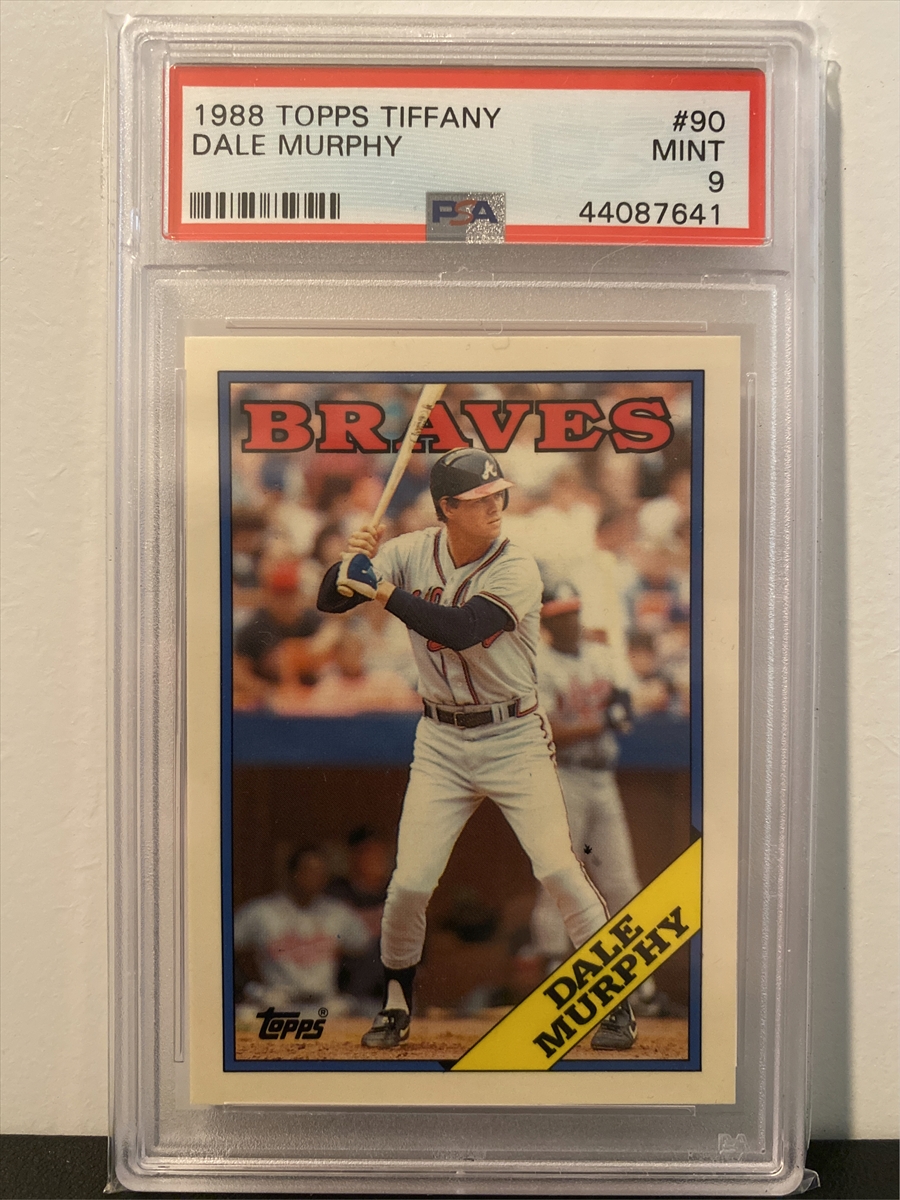 1988 TOPPS TIFFANY #90
DALE MURPHY MINT
9
PSA 44087641
BRAVES
A
DALE
MURPHY
TOPPS®